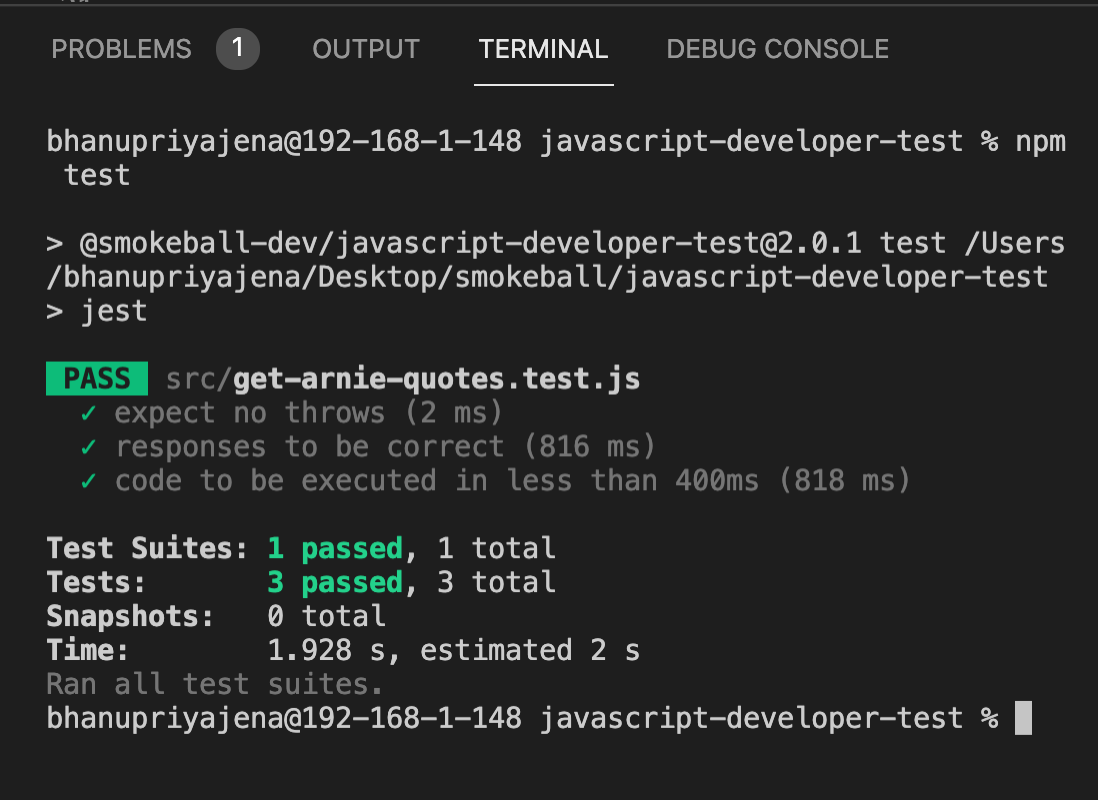 PROBLEMS 1 OUTPUT TERMINAL DEBUG CONSOLE
bhanupriyajena@192-168-1-148 javascript-developer-test % npm
test
> @smokeball-dev/javascript-developer-test@2.0.1 test /Users
/bhanupriyajena/Desktop/smokeball/javascript-developer-test
> jest
PASS src/get-arnie-quotes.test.js
✓ expect no throws (2 ms)
✓ responses to be correct (816 ms)
✓ code to be executed in less than 400ms (818 ms)
Test Suites: 1 passed, 1 total
Tests: 3 passed, 3 total
Snapshots: 0 total
Time: 1.928 s, estimated 2 s
Ran all test suites.
bhanupriyajena@192-168-1-148 javascript-developer-test %